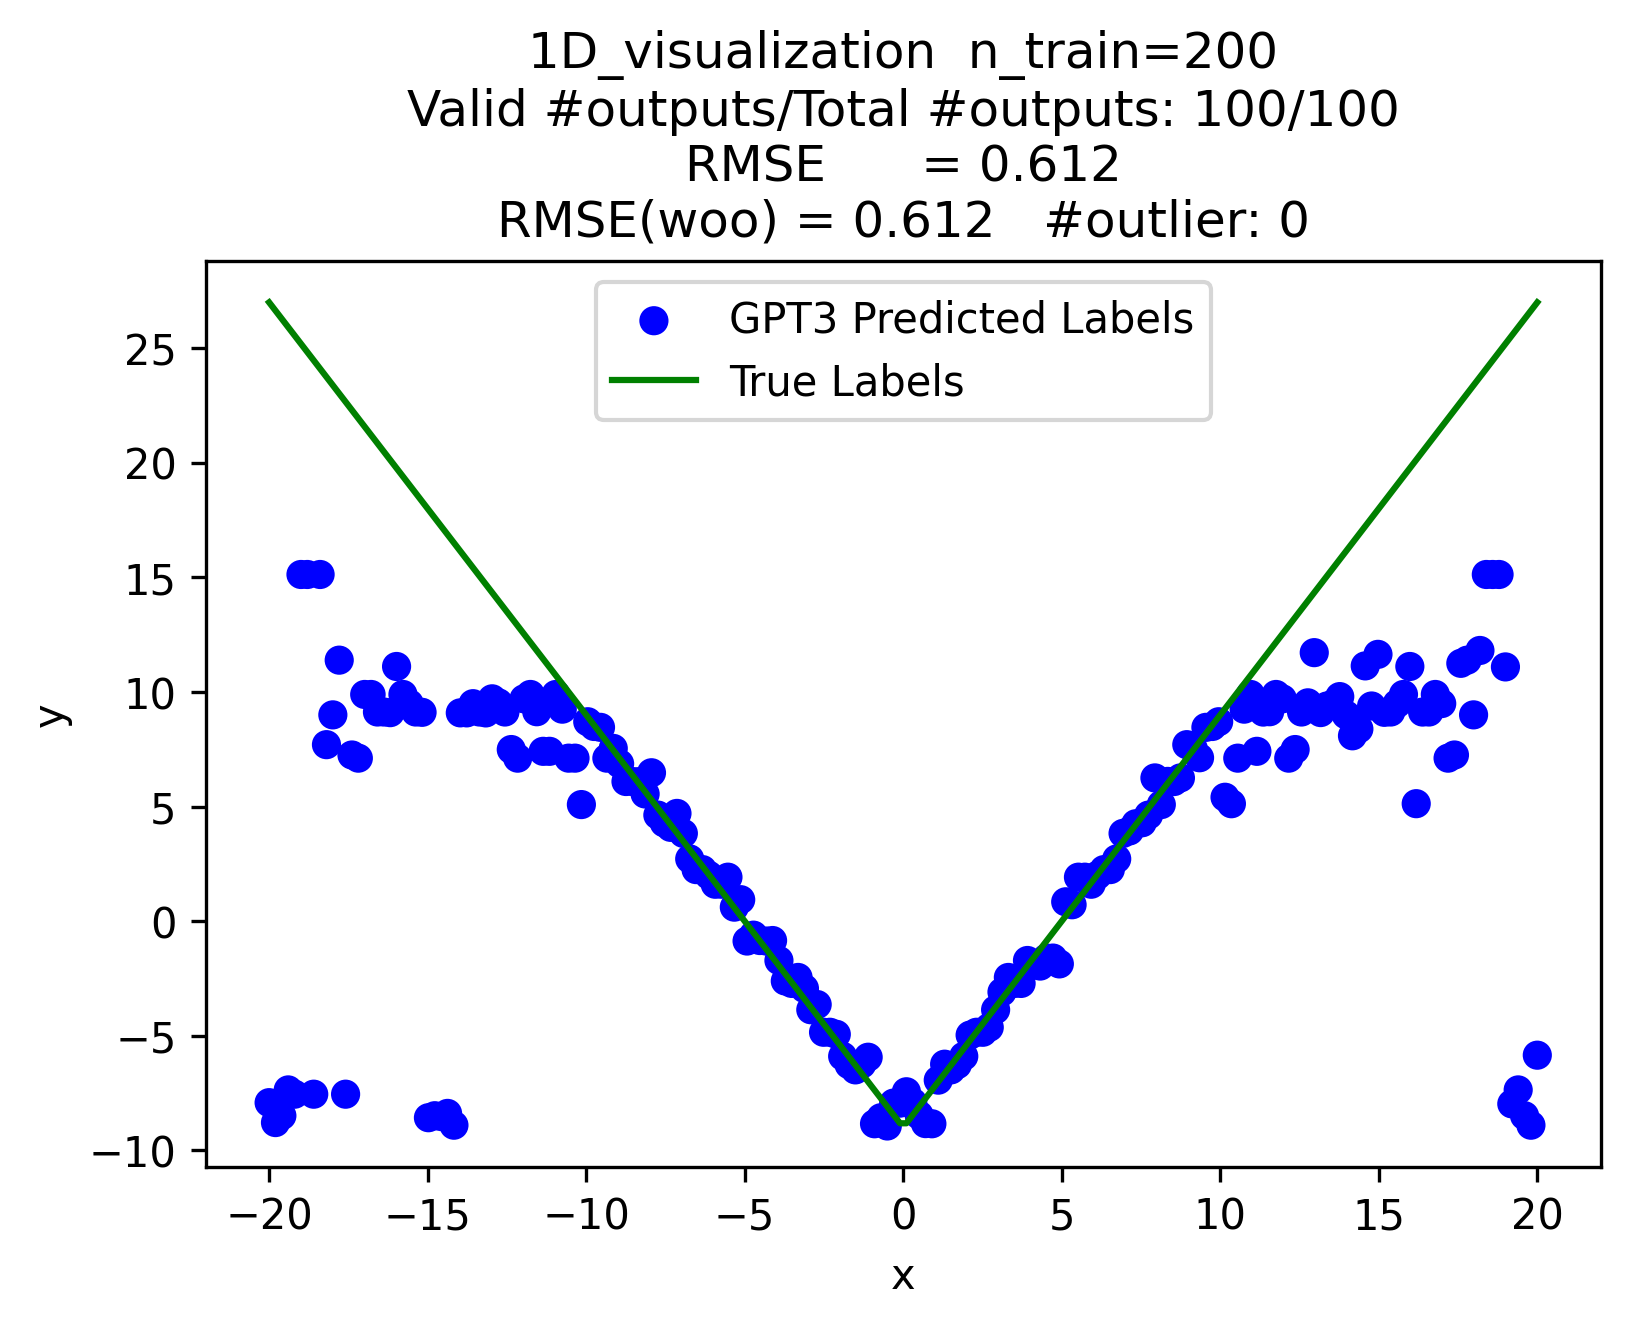 1D_visualization  n_train=200
Valid #outputs/Total #outputs: 100/100
RMSE      = 0.612
RMSE(woo) = 0.612   #outlier: 0
GPT3 Predicted Labels
True Labels
25
20
15
10
5
0
−5
−10
y
−20
−15
−10
−5
0
5
10
15
20
x